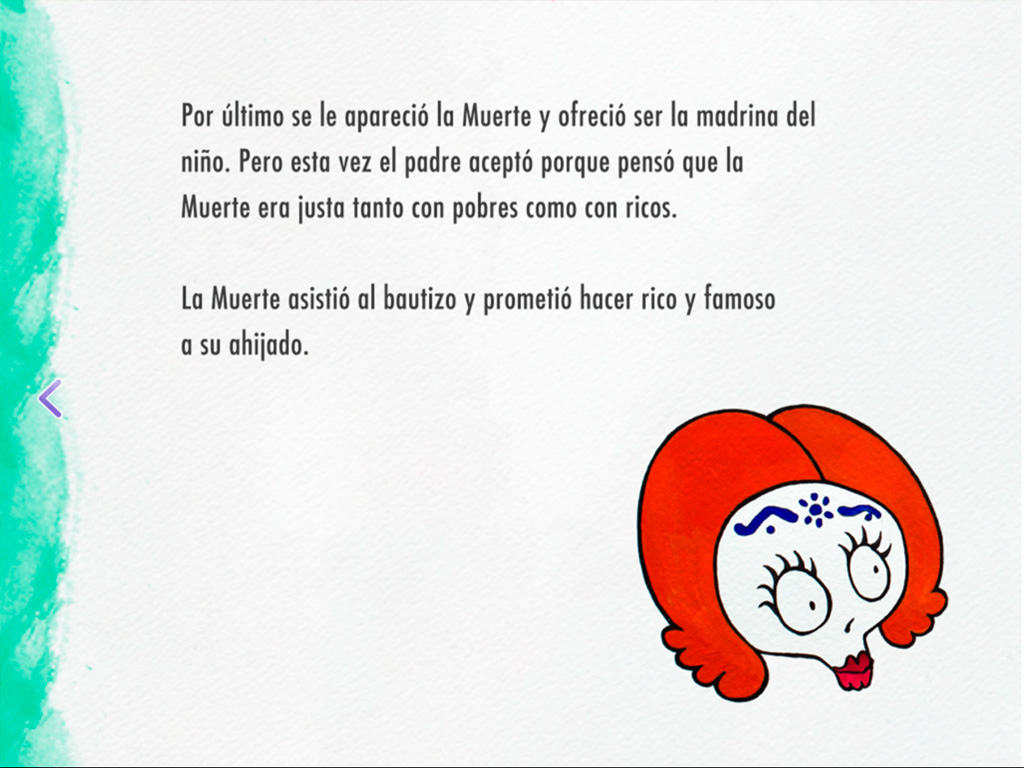 Por último se le apareció la Muerte y ofreció ser la madrina del
niño. Pero esta vez el padre aceptó porque pensó que la
Muerte era justa tanto con pobres como con ricos.
La Muerte asistió al bautizo y prometió hacer rico y famoso
a su ahijado.